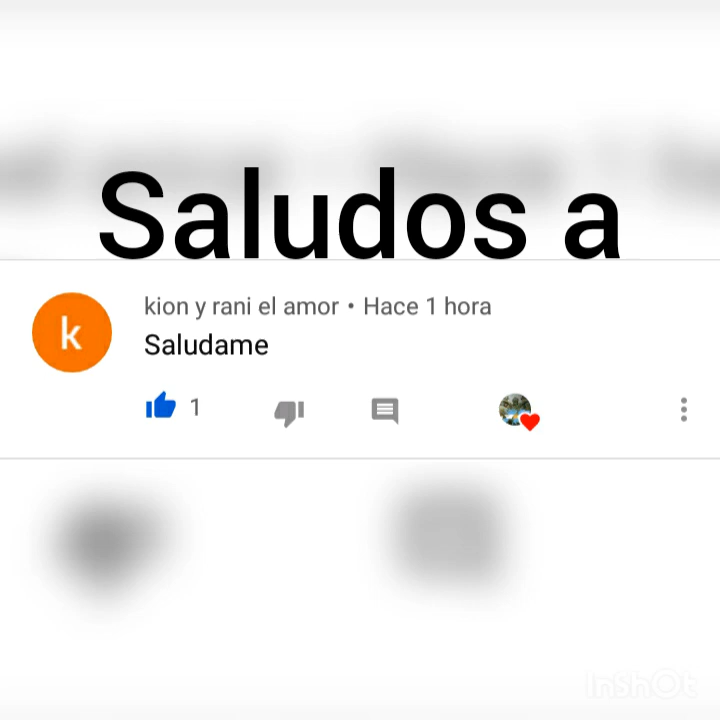 Saludos a
k
kion y rani el amor • Hace 1 hora
Saludame
1
InShOt